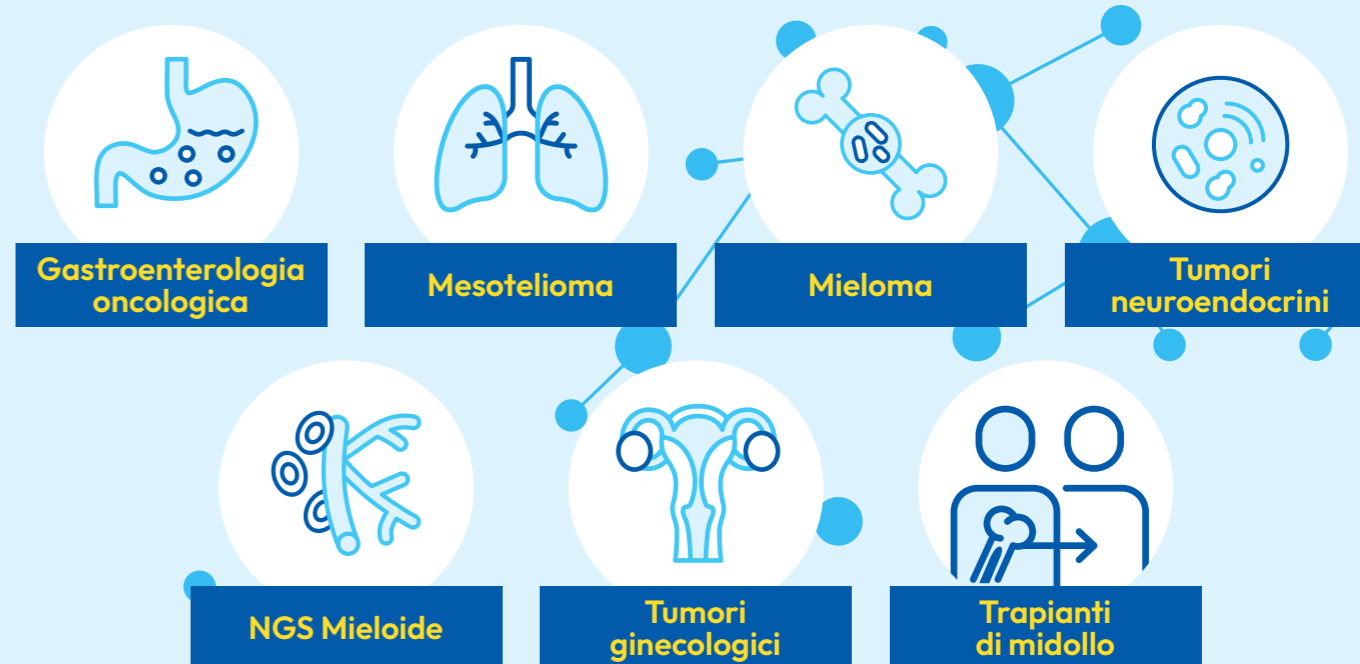 Gastroenterologia
oncologica
Mesotelioma
Mieloma
Tumori
neuroendocrini
NGS Mieloide
Tumori
ginecologici
Trapianti
di midollo